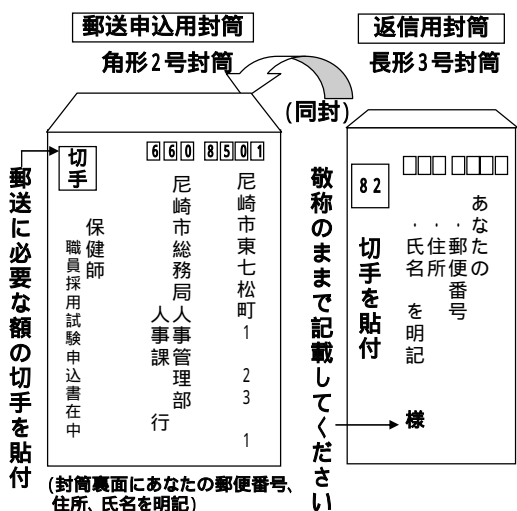 郵送申込用封筒
角形2号封筒
返信用封筒
長形3号封筒
(同封)
切手
660 8501
尼崎市東七松町1 23 1
尼崎市総務局人事管理部
人事課 行
保健師
職員採用試験申込書在中
郵送に必要な額の切手を貼付
(封筒裏面にあなたの郵便番号、
住所、氏名を明記)
敬称のままで記載してください
82
切手を貼付
あなたの
・郵便番号
・住所
・氏名 を明記
様